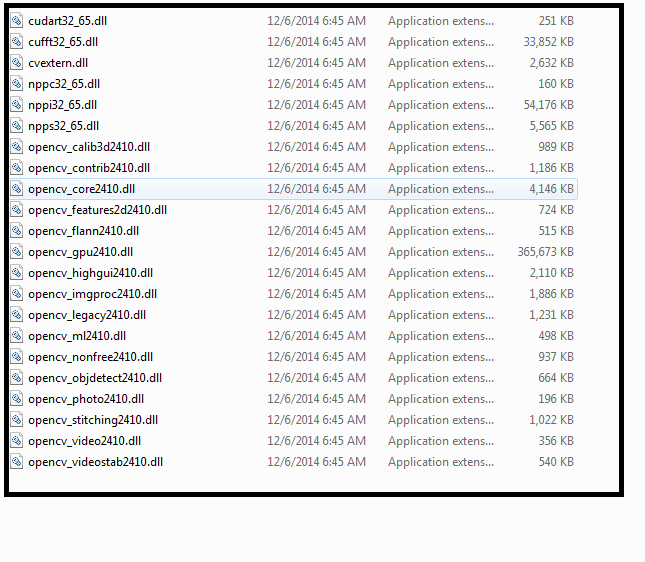 cudart32_65.dll 12/6/2014 6:45 AM Application extens... 251 KB
cufft32_65.dll 12/6/2014 6:45 AM Application extens... 33,852 KB
cvextern.dll 12/6/2014 6:45 AM Application extens... 2,632 KB
nppc32_65.dll 12/6/2014 6:45 AM Application extens... 160 KB
nppi32_65.dll 12/6/2014 6:45 AM Application extens... 54,176 KB
npps32_65.dll 12/6/2014 6:45 AM Application extens... 5,565 KB
opencv_calib3d2410.dll 12/6/2014 6:45 AM Application extens... 989 KB
opencv_contrib2410.dll 12/6/2014 6:45 AM Application extens... 1,186 KB
opencv_core2410.dll 12/6/2014 6:45 AM Application extens... 4,146 KB
opencv_features2d2410.dll 12/6/2014 6:45 AM Application extens... 724 KB
opencv_flann2410.dll 12/6/2014 6:45 AM Application extens... 515 KB
opencv_gpu2410.dll 12/6/2014 6:45 AM Application extens... 365,673 KB
opencv_highgui2410.dll 12/6/2014 6:45 AM Application extens... 2,110 KB
opencv_imgproc2410.dll 12/6/2014 6:45 AM Application extens... 1,886 KB
opencv_legacy2410.dll 12/6/2014 6:45 AM Application extens... 1,231 KB
opencv_ml2410.dll 12/6/2014 6:45 AM Application extens... 498 KB
opencv_nonfree2410.dll 12/6/2014 6:45 AM Application extens... 937 KB
opencv_objdetect2410.dll 12/6/2014 6:45 AM Application extens... 664 KB
opencv_photo2410.dll 12/6/2014 6:45 AM Application extens... 196 KB
opencv_stitching2410.dll 12/6/2014 6:45 AM Application extens... 1,022 KB
opencv_video2410.dll 12/6/2014 6:45 AM Application extens... 356 KB
opencv_videostab2410.dll 12/6/2014 6:45 AM Application extens... 540 KB